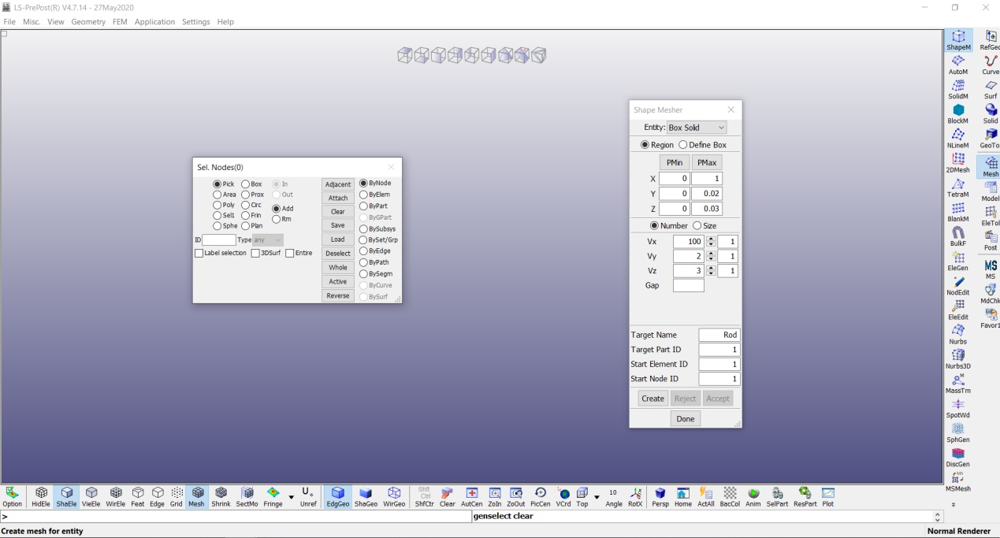 LS-PrePost(R) V4.7.14 - 27May2020
File Misc. View Geometry FEM Application Settings Help
Sel. Nodes(0)
Pick Box In
Area Prox Out
Poly Circ
Sel1 Frin Add
Sphe Plan Rm
ID Type any
Label selection 3DSurf Entire
Adjacent
Attach
Clear
Save
Load
Deselect
Whole
Active
Reverse
ByNode
ByElem
ByPart
ByGPart
BySubsys
BySet/Grp
ByEdge
ByPath
BySegm
ByCurve
BySurf
Shape Mesher
Entity: Box Solid
Region Define Box
PMin PMax
X 0 1
Y 0 0.02
Z 0 0.03
Number Size
Vx 100 1
Vy 2 1
Vz 3 1
Gap
Target Name Rod
Target Part ID 1
Start Element ID 1
Start Node ID 1
Create Reject Accept
Done
ShapeM
AutoM
SolidM
BlockM
NLineM
2DMesh
TetraM
BlankM
BulkF
EleGen
NodEdit
EleEdit
Nurbs
Nurbs3D
MassTm
SpotWd
SphGen
DiscGen
MS
MSMesh
RefGeo
Curve
Surf
Solid
GeoTo
Mesh
Model
EleTol
Post
MS
MS
MdChk
Favor1
Shft
Ctrl
10
Option HidEle ShaEle VieEle WirEle Feat Edge Grid Mesh Shrink SectMo Fringe Unref EdgGeo ShaGeo WirGeo ShfCtr Clear AutCen ZoIn ZoOut PicCen VCrd Top Angle RotX Persp Home ActAll BacCol Anim SelPart ResPart Plot
> genselect clear
Create mesh for entity Normal Renderer